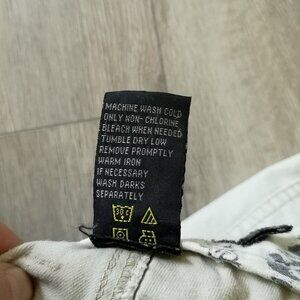 MACHINE WASH COLD
ONLY NON-CHLORINE
BLEACH WHEN NEEDED
TUMBLE DRY LOW
REMOVE PROMPTLY
WARM IRON
IF NECESSARY
WASH DARKS
SEPARATELY
30C